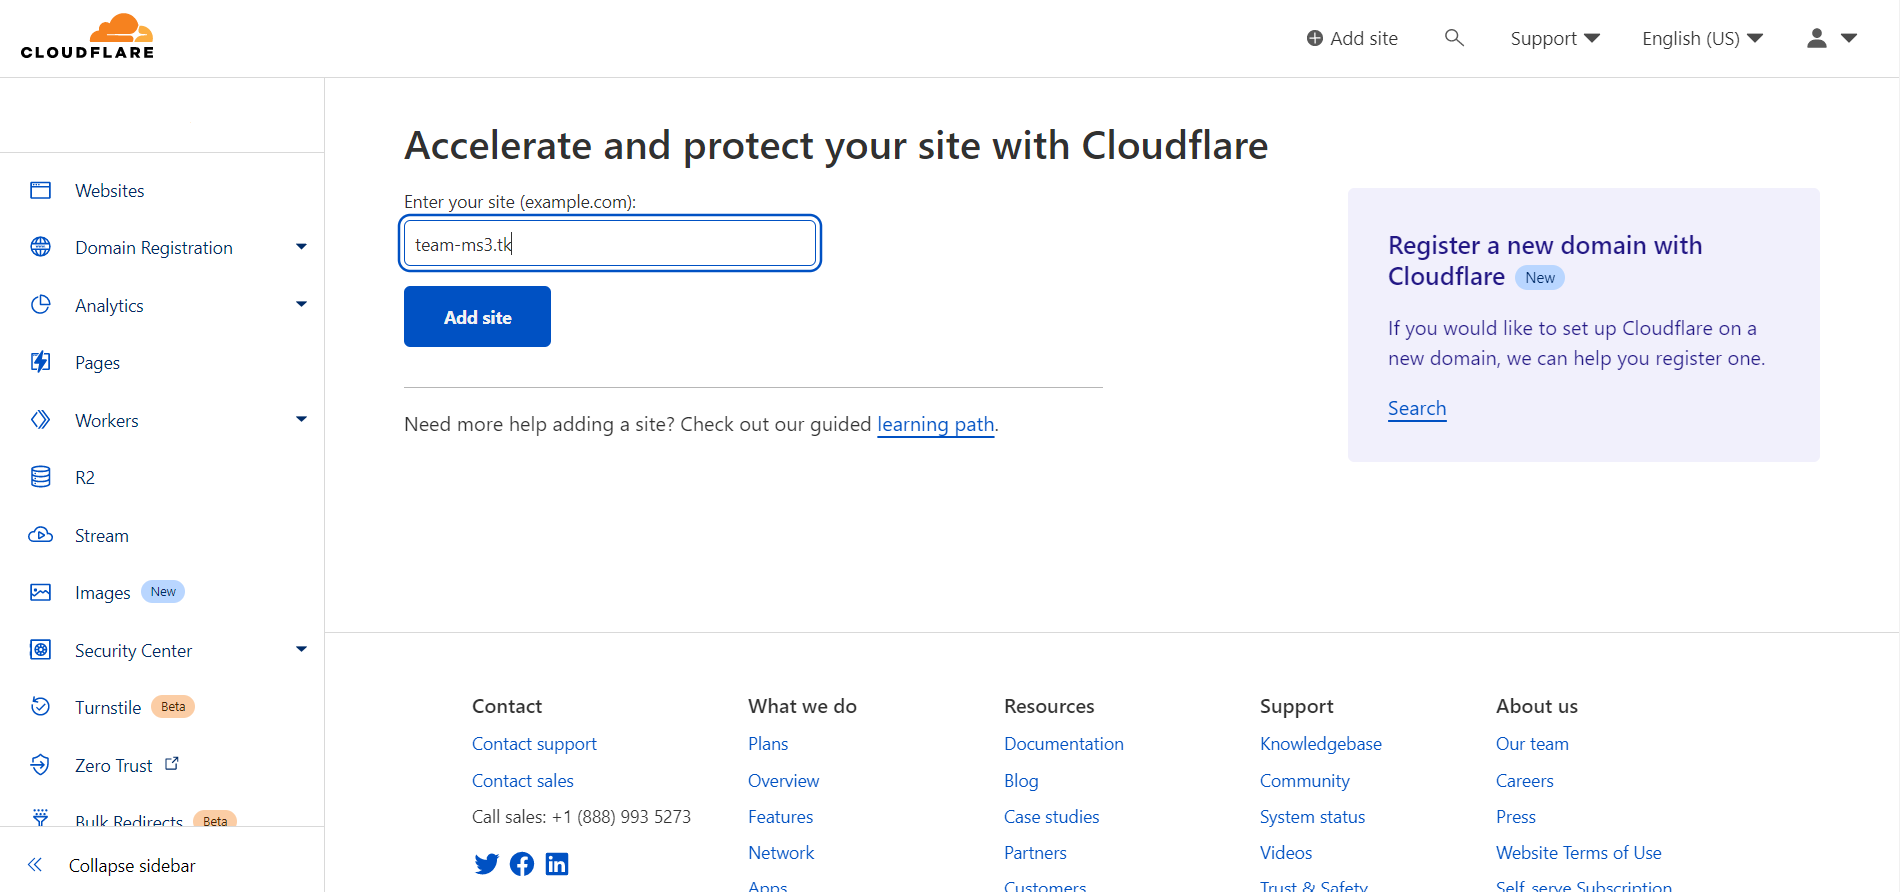 CLOUDFLARE
Add site
Support
English (US)
Websites
Domain Registration
Analytics
Pages
Workers
R2
Stream
Images New
Security Center
Turnstile Beta
Zero Trust
Bulk Redirects Beta
Collapse sidebar
Accelerate and protect your site with Cloudflare
Enter your site (example.com):
team-ms3.tk
Add site
Need more help adding a site? Check out our guided learning path.
Register a new domain with
Cloudflare New
If you would like to set up Cloudflare on a
new domain, we can help you register one.
Search
Contact
Contact support
Contact sales
Call sales: +1 (888) 993 5273
What we do
Plans
Overview
Features
Network
Apps
Resources
Documentation
Blog
Case studies
Partners
Customers
Support
Knowledgebase
Community
System status
Videos
Trust & Safety
About us
Our team
Careers
Press
Website Terms of Use
Self-serve Subscription